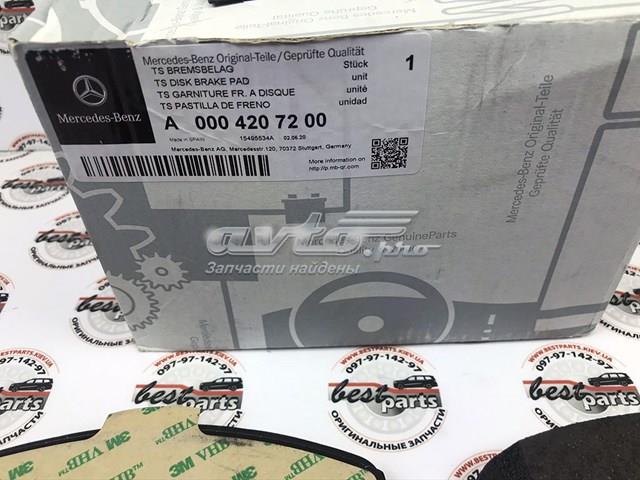 Mercedes-Benz Original-Teile/Geprüfte Qualität
TS BREMSBELAG
TS DISK BRAKE PAD
TS GARNITURE FR. A DISQUE
TS PASTILLA DE FRENO
Stück
unit
unité
unidad
1
Mercedes-Benz
A 000 420 72 00
Made in SPAIN
15495534A
02.06.20
Mercedes-Benz AG, Mercedesstr.120, 70372 Stuttgart, Germany
More information on
http://p.mb-qr.com
Mercedes-Benz Original-Teile
Geprüfte Qualität
Mercedes-Benz GenuineParts
avto.pro
Запчасти найдены
WWW.BESTPARTS.KIEV.UA
097-97-142-97
best
parts
ОРИГИНАЛЬНЫЕ ЗАПЧАСТИ
3M VHB